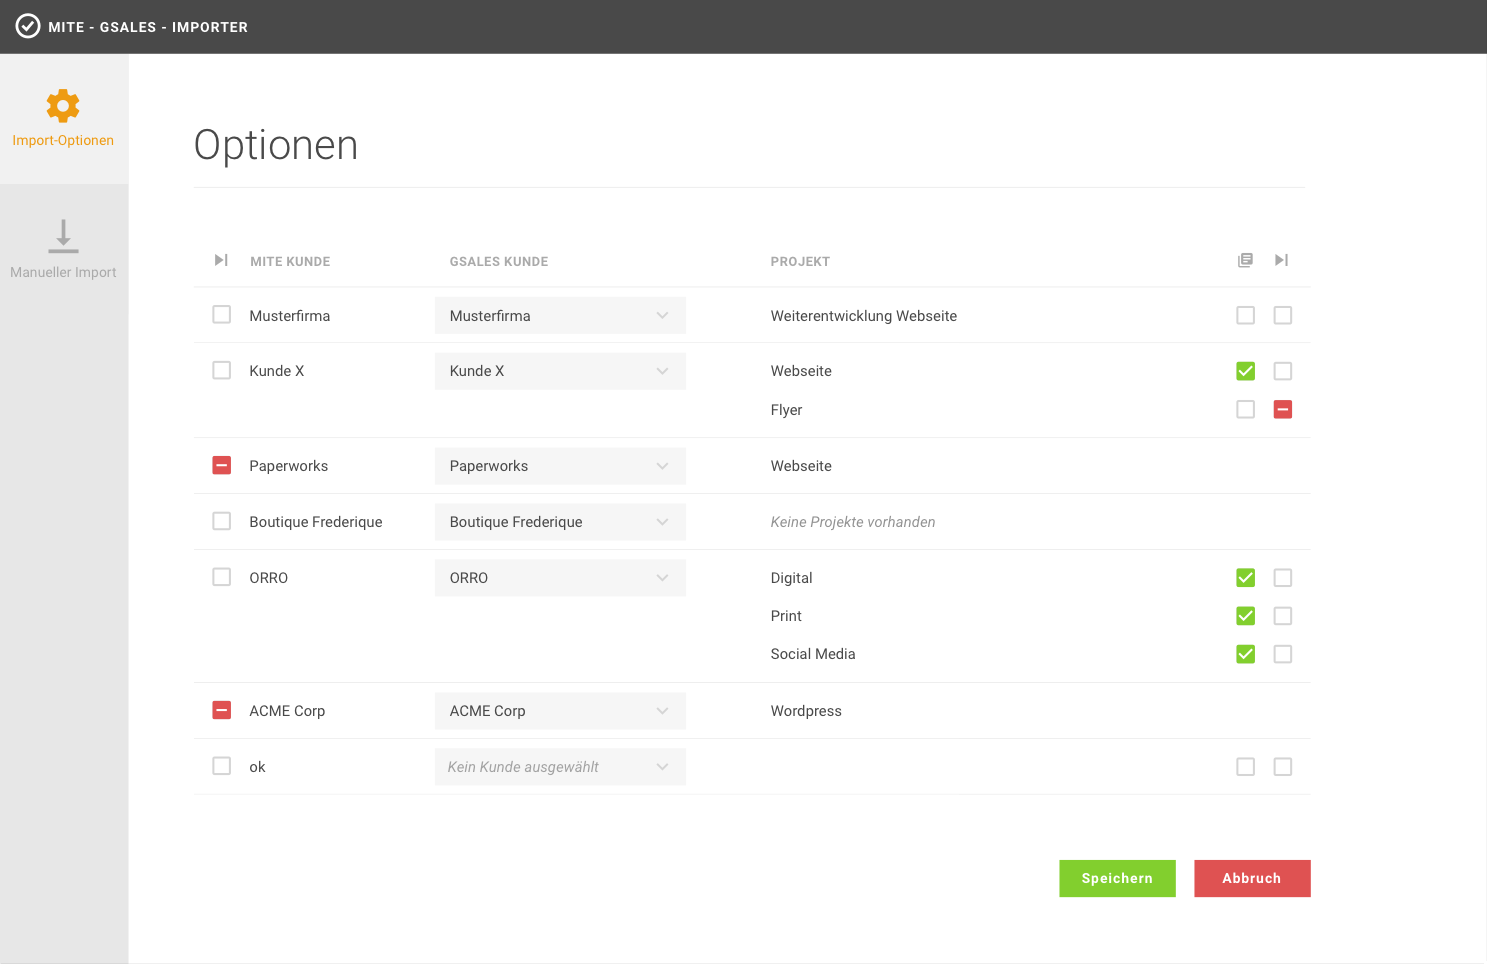 MITE - GSALES - IMPORTER
Import-Optionen
Manueller Import
Optionen
MITE KUNDE GSALES KUNDE PROJEKT
Musterfirma Musterfirma Weiterentwicklung Webseite
Kunde X Kunde X Webseite
Flyer
Paperworks Paperworks Webseite
Boutique Frederique Boutique Frederique Keine Projekte vorhanden
ORRO ORRO Digital
Print
Social Media
ACME Corp ACME Corp Wordpress
ok Kein Kunde ausgewählt
Speichern Abbruch